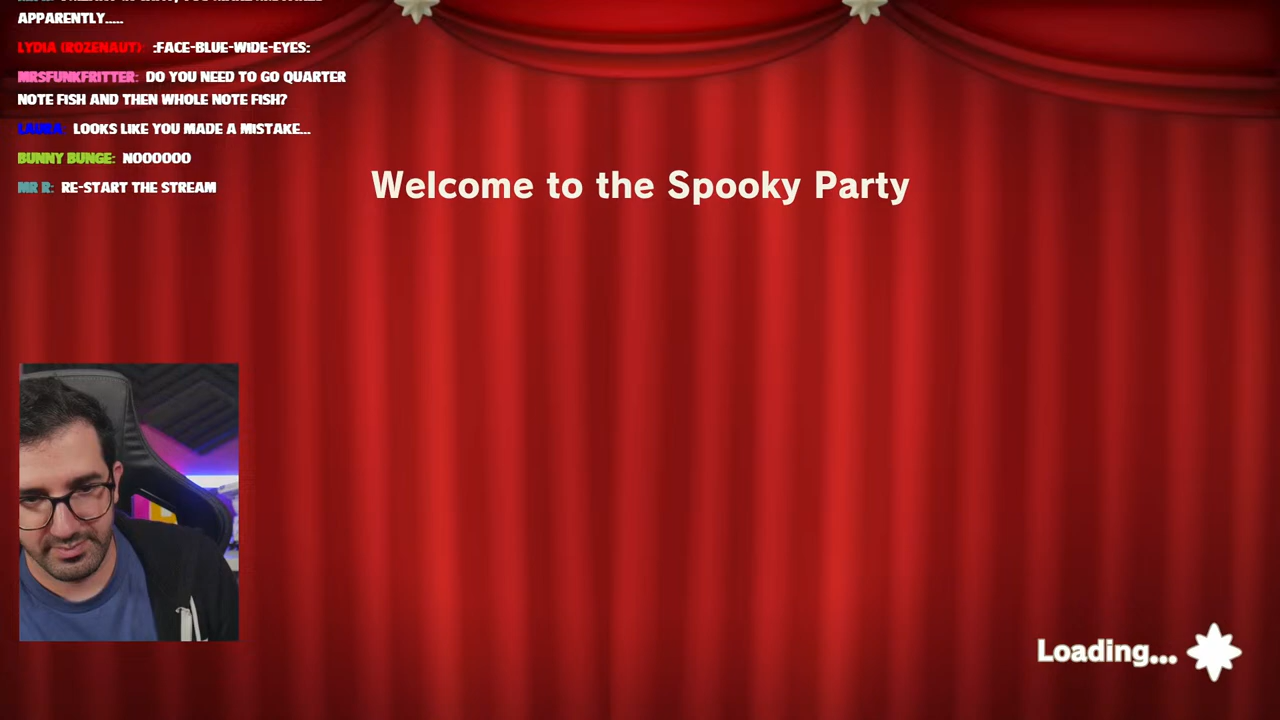 APPARENTLY.....
LYDIA (ROZENAUT): :FACE-BLUE-WIDE-EYES:
MRSFUNKFRITTER: DO YOU NEED TO GO QUARTER
NOTE FISH AND THEN WHOLE NOTE FISH?
LAURA: LOOKS LIKE YOU MADE A MISTAKE...
BUNNY BUNGE: NOOOOOO
MR R: RE-START THE STREAM
Welcome to the Spooky Party
Loading...